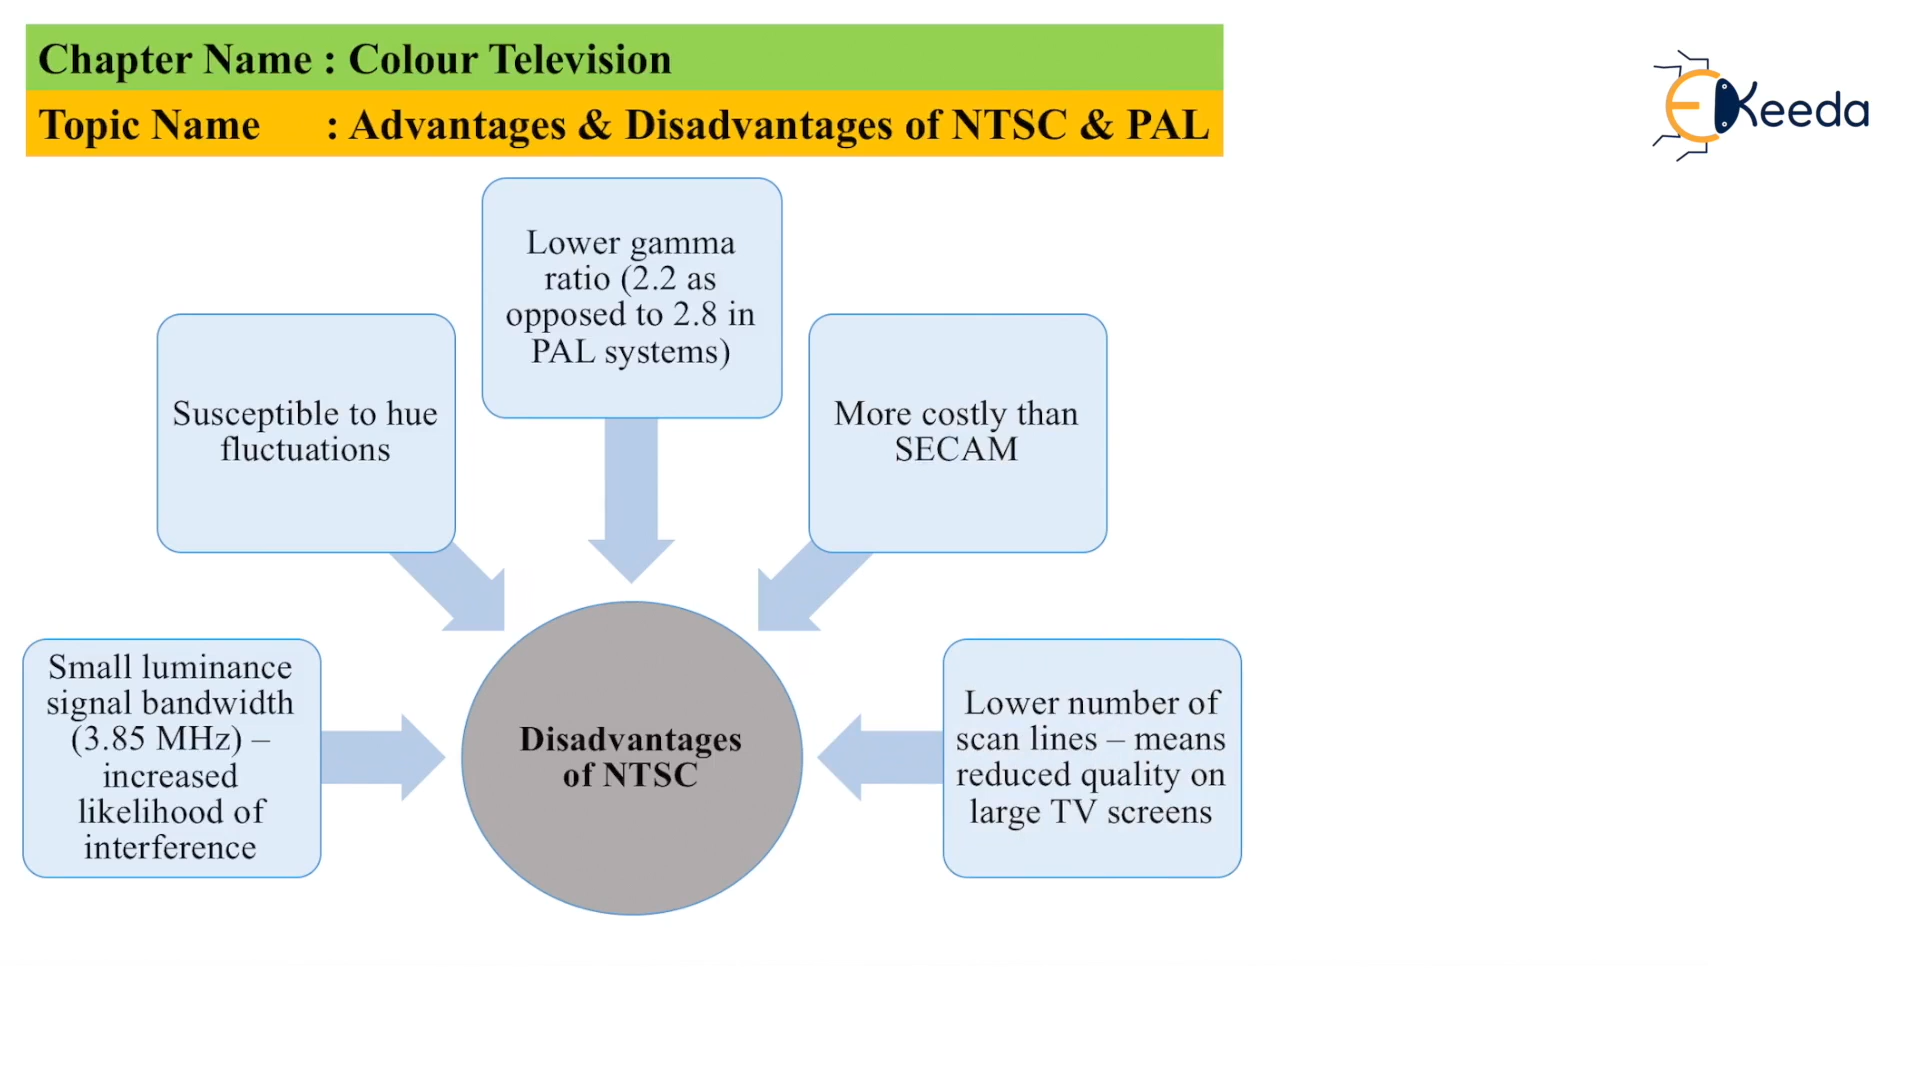 Chapter Name : Colour Television
Topic Name : Advantages & Disadvantages of NTSC & PAL
EKeeda
Lower gamma
ratio (2.2 as
opposed to 2.8 in
PAL systems)
Susceptible to hue
fluctuations
More costly than
SECAM
Small luminance
signal bandwidth
(3.85 MHz) –
increased
likelihood of
interference
Disadvantages
of NTSC
Lower number of
scan lines – means
reduced quality on
large TV screens